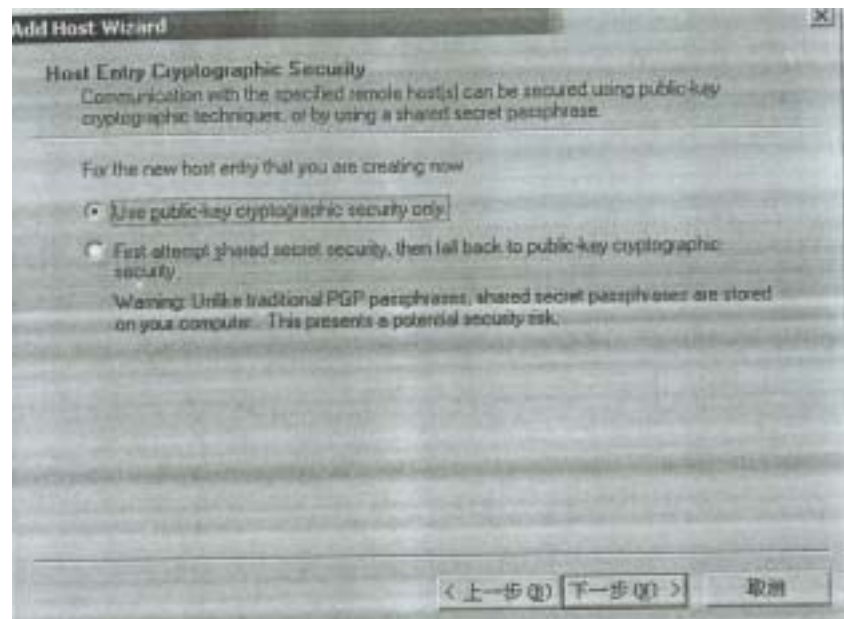 Add Host Wizard
Host Entry Cryptographic Security
Communication with the specified remote host(s) can be secured using public-key
cryptographic techniques, or by using a shared secret passphrase.
For the new host entry that you are creating now
Use public-key cryptographic security only
First attempt shared secret security, then fall back to public-key cryptographic
security.
Warning: Unlike traditional PGP passphrases, shared secret passphrases are stored
on your computer. This presents a potential security risk.
< 上一步(B) 下一步(N) > 取消